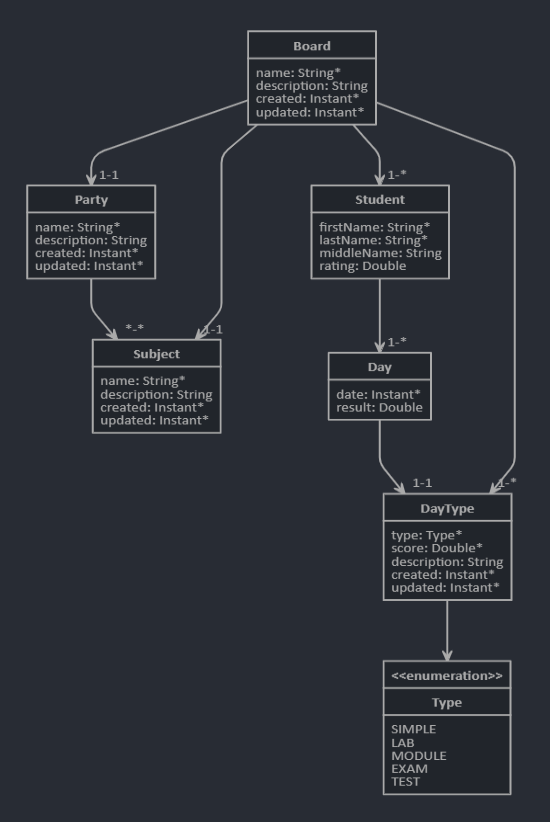 Board
name: String*
description: String
created: Instant*
updated: Instant*
1-1
1-*
Party
name: String*
description: String
created: Instant*
updated: Instant*
Student
firstName: String*
lastName: String*
middleName: String
rating: Double
*-*
1-1
1-*
Subject
name: String*
description: String
created: Instant*
updated: Instant*
Day
date: Instant*
result: Double
1-1
1-*
DayType
type: Type*
score: Double*
description: String
created: Instant*
updated: Instant*
<<enumeration>>
Type
SIMPLE
LAB
MODULE
EXAM
TEST